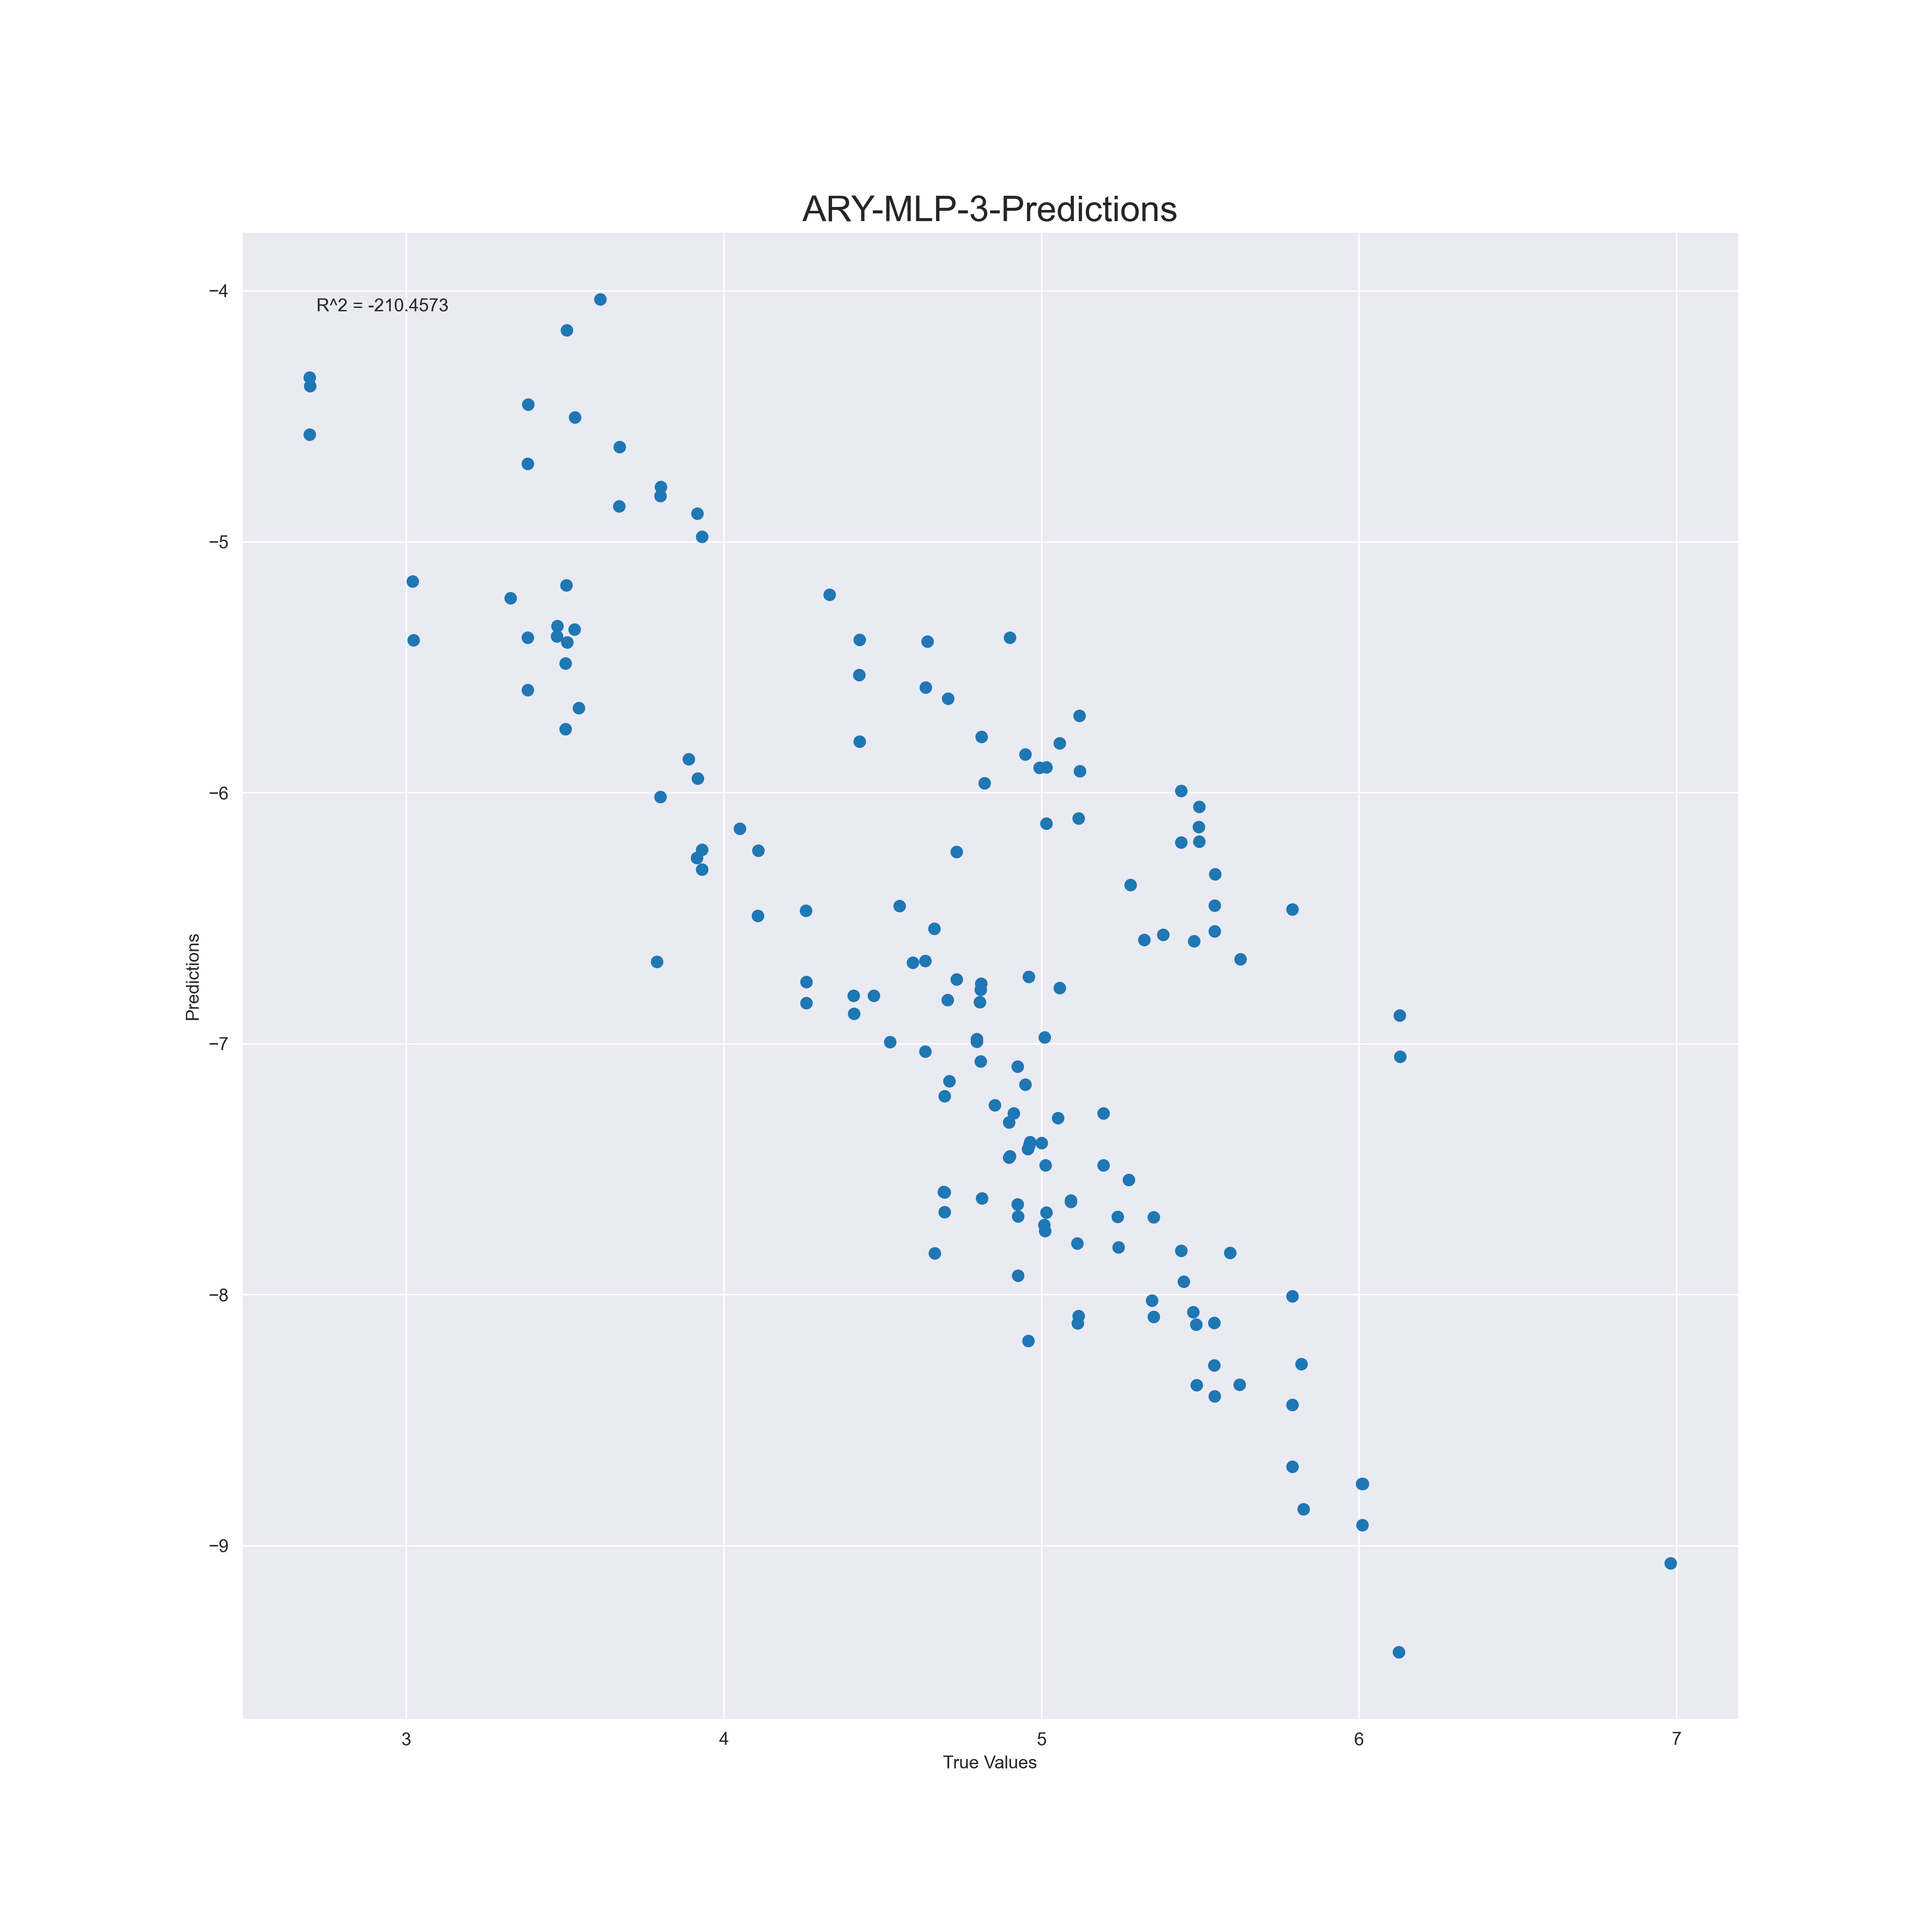 ARY-MLP-3-Predictions
R^2 = -210.4573
−4
−5
−6
−7
−8
−9
Predictions
3 4 5 6 7
True Values